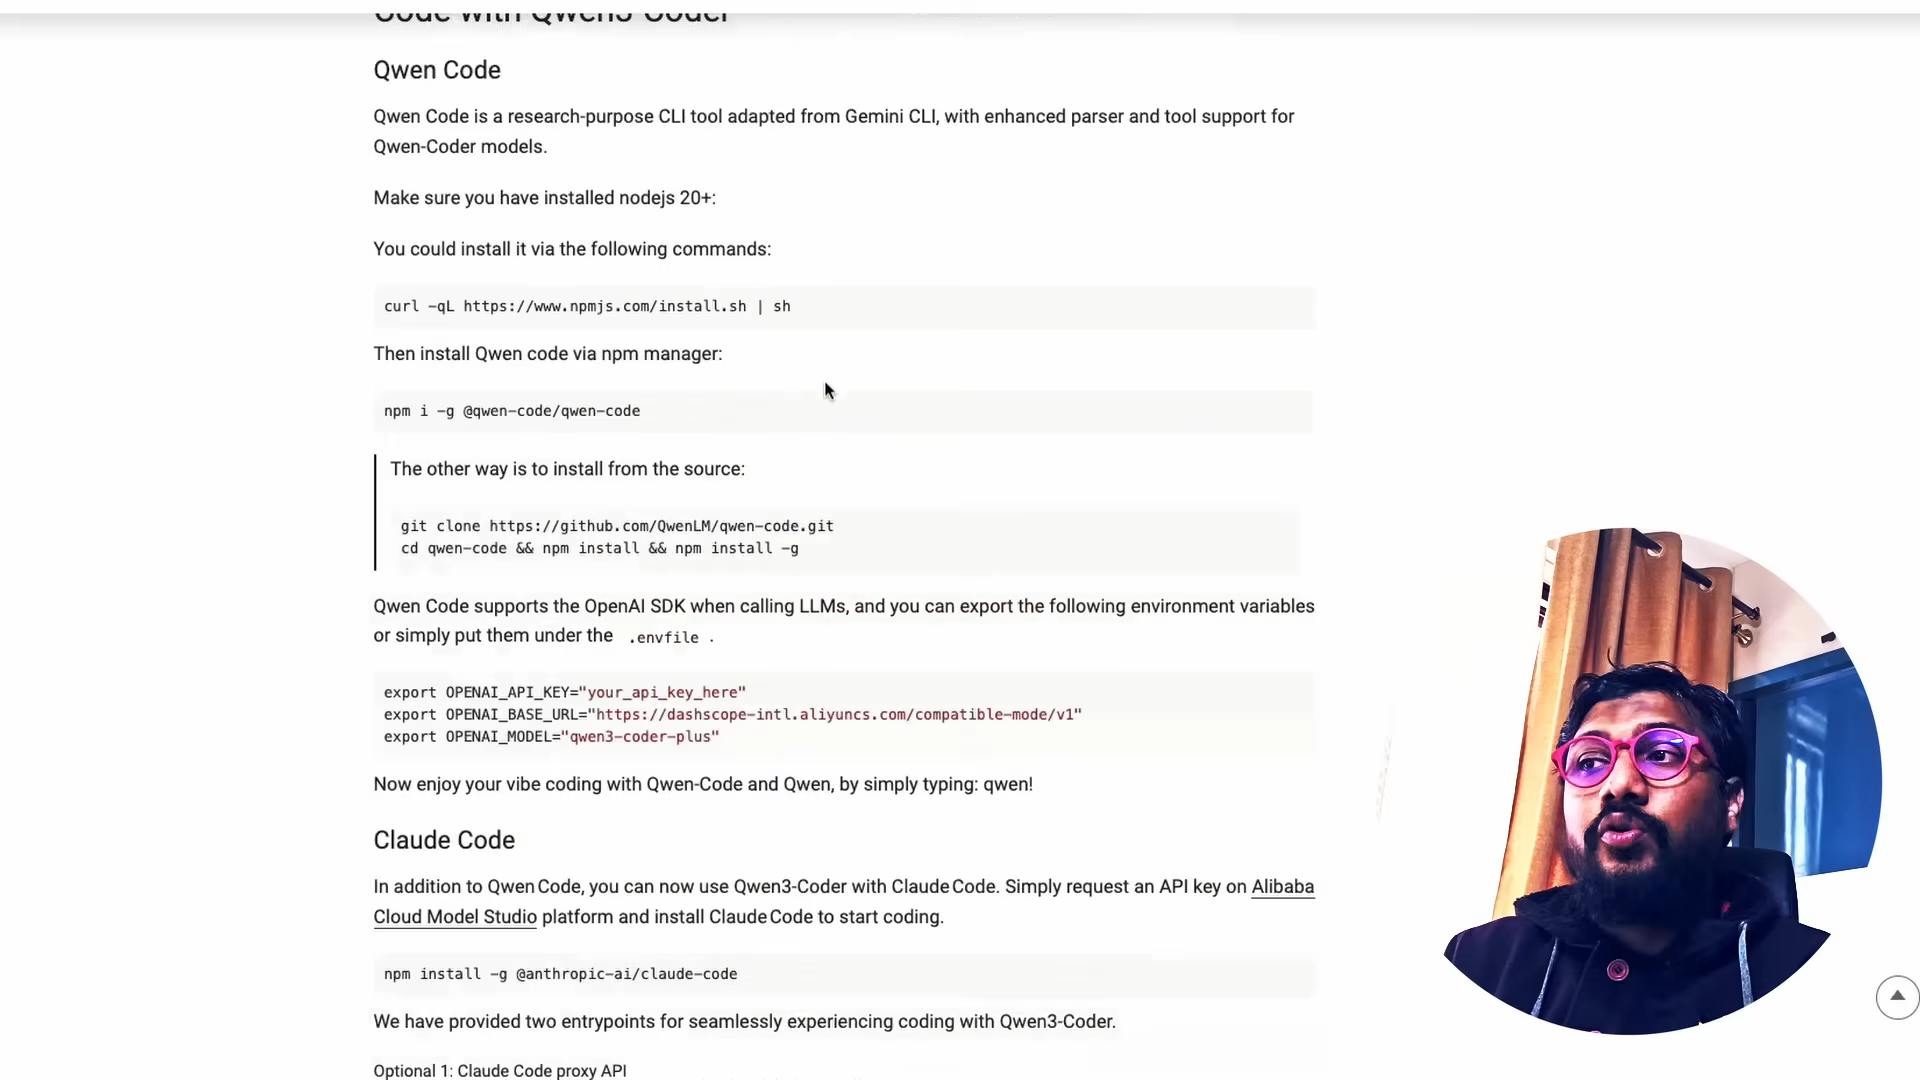 Code with Qwen3-Coder
Qwen Code
Qwen Code is a research-purpose CLI tool adapted from Gemini CLI, with enhanced parser and tool support for
Qwen-Coder models.
Make sure you have installed nodejs 20+:
You could install it via the following commands:
curl -qL https://www.npmjs.com/install.sh | sh
Then install Qwen code via npm manager:
npm i -g @qwen-code/qwen-code
The other way is to install from the source:
git clone https://github.com/QwenLM/qwen-code.git
cd qwen-code && npm install && npm install -g
Qwen Code supports the OpenAI SDK when calling LLMs, and you can export the following environment variables
or simply put them under the .envfile .
export OPENAI_API_KEY="your_api_key_here"
export OPENAI_BASE_URL="https://dashscope-intl.aliyuncs.com/compatible-mode/v1"
export OPENAI_MODEL="qwen3-coder-plus"
Now enjoy your vibe coding with Qwen-Code and Qwen, by simply typing: qwen!
Claude Code
In addition to Qwen Code, you can now use Qwen3-Coder with Claude Code. Simply request an API key on Alibaba
Cloud Model Studio platform and install Claude Code to start coding.
npm install -g @anthropic-ai/claude-code
We have provided two entrypoints for seamlessly experiencing coding with Qwen3-Coder.
Optional 1: Claude Code proxy API